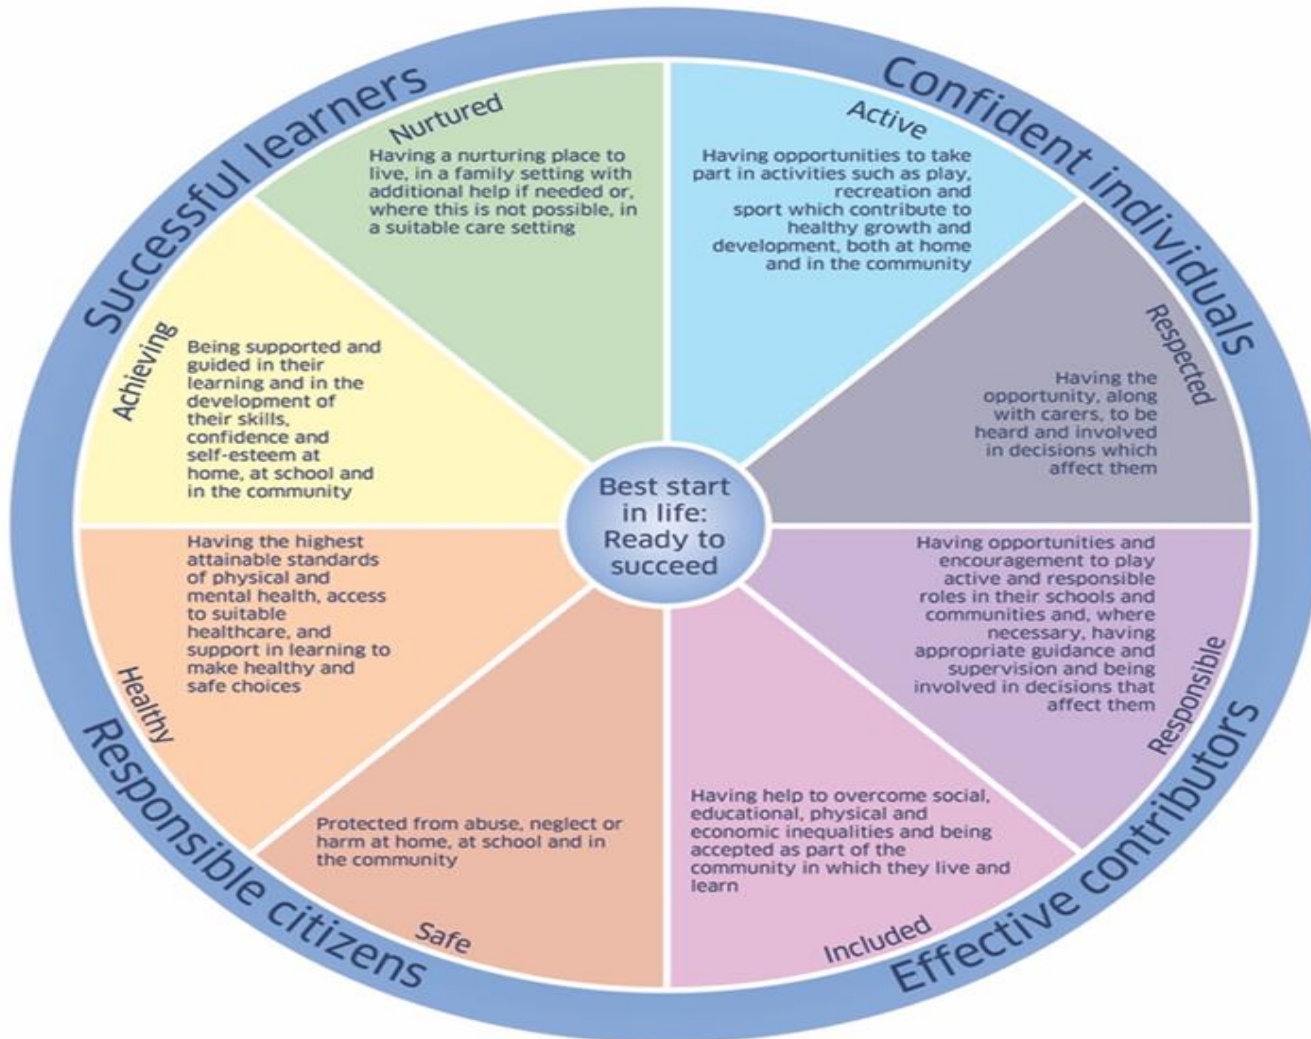 Successful learners
Confident individuals
Nurtured
Having a nurturing place to
live, in a family setting with
additional help if needed or,
where this is not possible, in
a suitable care setting
Active
Having opportunities to take
part in activities such as play,
recreation and
sport which contribute to
healthy growth and
development, both at home
and in the community
Achieving
Being supported and
guided in their
learning and in the
development of
their skills,
confidence and
self-esteem at
home, at school and
in the community
Respected
Having the
opportunity, along
with carers, to be
heard and involved
in decisions which
affect them
Best start
in life:
Ready to
succeed
Healthy
Having the highest
attainable standards
of physical and
mental health, access
to suitable
healthcare, and
support in learning to
make healthy and
safe choices
Responsible
Having opportunities and
encouragement to play
active and responsible
roles in their schools and
communities and, where
necessary, having
appropriate guidance and
supervision and being
involved in decisions that
affect them
Protected from abuse, neglect or
harm at home, at school and in
the community
Safe
Having help to overcome social,
educational, physical and
economic inequalities and being
accepted as part of the
community in which they live and
learn
Included
Responsible citizens
Effective contributors